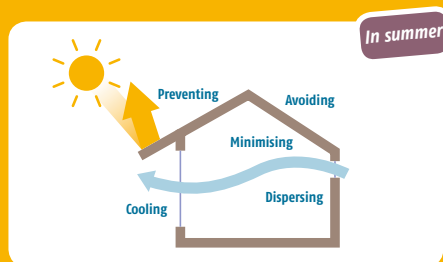 In summer
Preventing
Avoiding
Minimising
Cooling
Dispersing